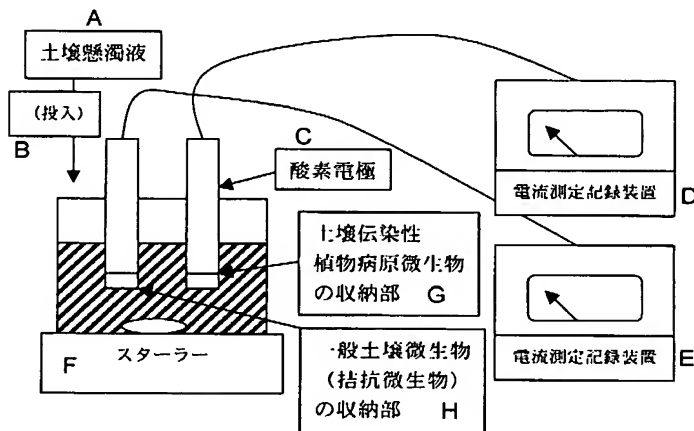 A
土壌懸濁液
(投入)
B
C
酸素電極
電流測定記録装置 D
土壌伝染性
植物病原微生物
の収納部 G
電流測定記録装置 E
F スターラー
一般土壌微生物
(拮抗微生物)
の収納部 H